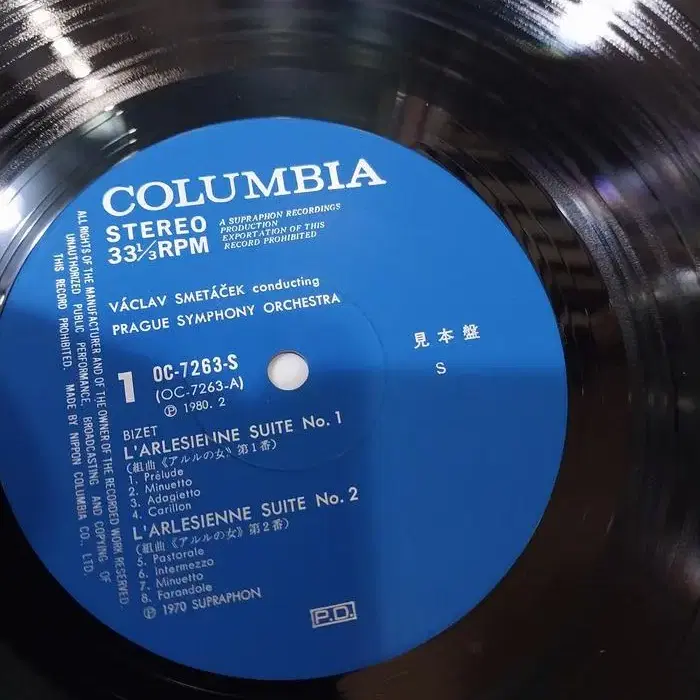 COLUMBIA
STEREO
33⅓RPM
A SUPRAPHON RECORDINGS
PRODUCTION
EXPORTATION OF THIS
RECORD PROHIBITED
VÁCLAV SMETÁČEK conducting
PRAGUE SYMPHONY ORCHESTRA
見本盤
S
1
OC-7263-S
(OC-7263-A)
Ⓟ 1980. 2
BIZET
L'ARLESIENNE SUITE No. 1
(組曲《アルルの女》第1番)
1. Prélude
2. Minuetto
3. Adagietto
4. Carillon
L'ARLESIENNE SUITE No. 2
(組曲《アルルの女》第2番)
5. Pastorale
6. Intermezzo
7. Minuetto
8. Farandole
Ⓟ 1970 SUPRAPHON
P.D.
ALL RIGHTS OF THE MANUFACTURER AND OF THE OWNER OF THE RECORDED WORK RESERVED.
UNAUTHORIZED PUBLIC PERFORMANCE, BROADCASTING AND COPYING OF
THIS RECORD PROHIBITED. MADE BY NIPPON COLUMBIA CO., LTD.